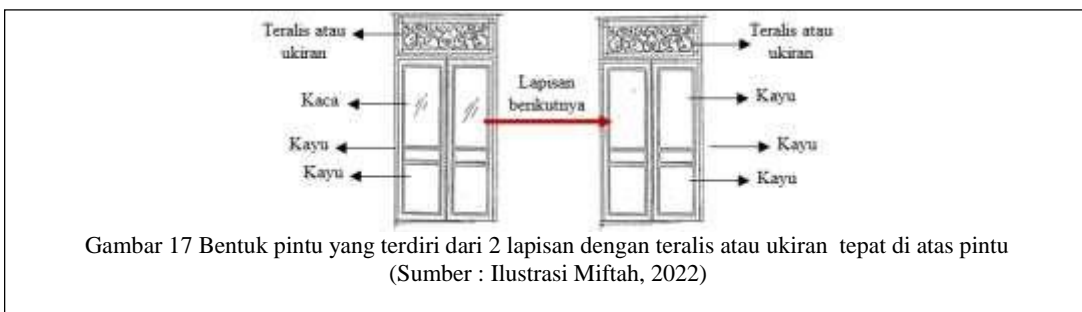 Teralis atau
ukiran
Kaca
Kayu
Kayu
Lapisan
berikutnya
Teralis atau
ukiran
Kayu
Kayu
Kayu
Gambar 17 Bentuk pintu yang terdiri dari 2 lapisan dengan teralis atau ukiran tepat di atas pintu
(Sumber : Ilustrasi Miftah, 2022)